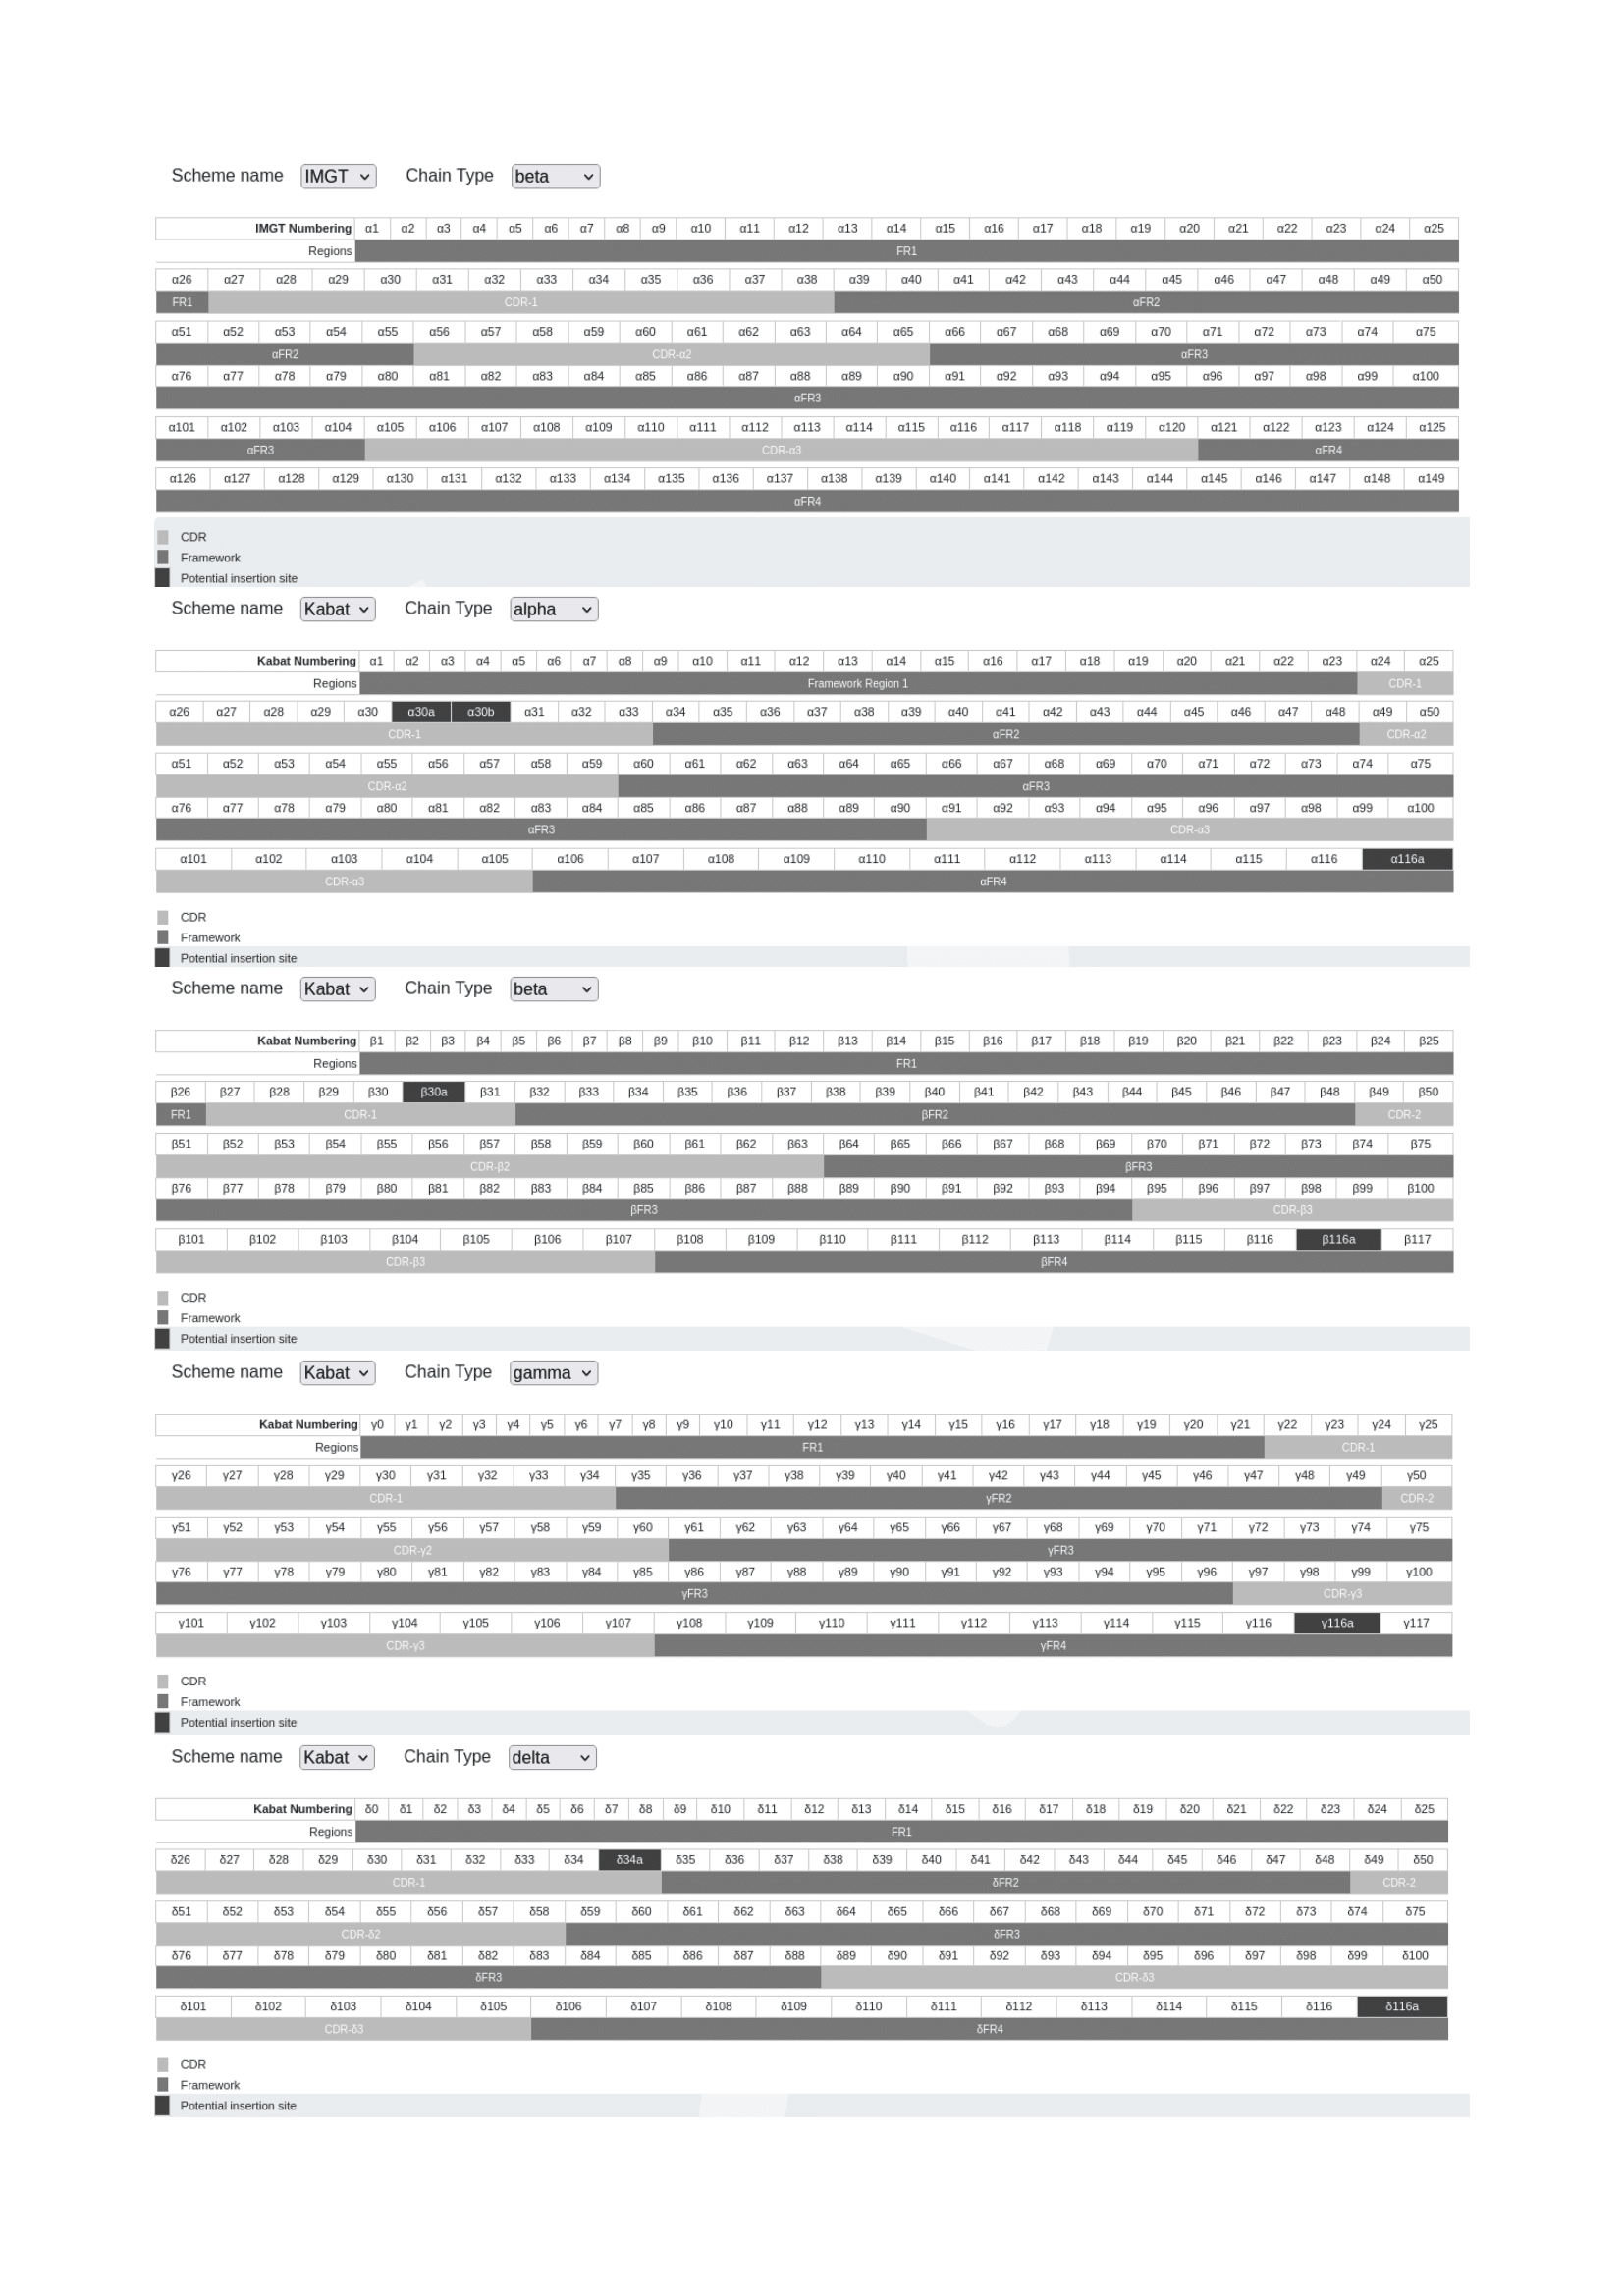 Scheme name IMGT Chain Type beta
IMGT Numbering α1 α2 α3 α4 α5 α6 α7 α8 α9 α10 α11 α12 α13 α14 α15 α16 α17 α18 α19 α20 α21 α22 α23 α24 α25
Regions FR1
α26 α27 α28 α29 α30 α31 α32 α33 α34 α35 α36 α37 α38 α39 α40 α41 α42 α43 α44 α45 α46 α47 α48 α49 α50
FR1 CDR-1 αFR2
α51 α52 α53 α54 α55 α56 α57 α58 α59 α60 α61 α62 α63 α64 α65 α66 α67 α68 α69 α70 α71 α72 α73 α74 α75
αFR2 CDR-α2 αFR3
α76 α77 α78 α79 α80 α81 α82 α83 α84 α85 α86 α87 α88 α89 α90 α91 α92 α93 α94 α95 α96 α97 α98 α99 α100
αFR3
α101 α102 α103 α104 α105 α106 α107 α108 α109 α110 α111 α112 α113 α114 α115 α116 α117 α118 α119 α120 α121 α122 α123 α124 α125
αFR3 CDR-α3 αFR4
α126 α127 α128 α129 α130 α131 α132 α133 α134 α135 α136 α137 α138 α139 α140 α141 α142 α143 α144 α145 α146 α147 α148 α149
αFR4
CDR
Framework
Potential insertion site
Scheme name Kabat Chain Type alpha
Kabat Numbering α1 α2 α3 α4 α5 α6 α7 α8 α9 α10 α11 α12 α13 α14 α15 α16 α17 α18 α19 α20 α21 α22 α23 α24 α25
Regions Framework Region 1 CDR-1
α26 α27 α28 α29 α30 α30a α30b α31 α32 α33 α34 α35 α36 α37 α38 α39 α40 α41 α42 α43 α44 α45 α46 α47 α48 α49 α50
CDR-1 αFR2 CDR-α2
α51 α52 α53 α54 α55 α56 α57 α58 α59 α60 α61 α62 α63 α64 α65 α66 α67 α68 α69 α70 α71 α72 α73 α74 α75
CDR-α2 αFR3
α76 α77 α78 α79 α80 α81 α82 α83 α84 α85 α86 α87 α88 α89 α90 α91 α92 α93 α94 α95 α96 α97 α98 α99 α100
αFR3 CDR-α3
α101 α102 α103 α104 α105 α106 α107 α108 α109 α110 α111 α112 α113 α114 α115 α116 α116a
CDR-α3 αFR4
CDR
Framework
Potential insertion site
Scheme name Kabat Chain Type beta
Kabat Numbering β1 β2 β3 β4 β5 β6 β7 β8 β9 β10 β11 β12 β13 β14 β15 β16 β17 β18 β19 β20 β21 β22 β23 β24 β25
Regions FR1
β26 β27 β28 β29 β30 β30a β31 β32 β33 β34 β35 β36 β37 β38 β39 β40 β41 β42 β43 β44 β45 β46 β47 β48 β49 β50
FR1 CDR-1 βFR2 CDR-2
β51 β52 β53 β54 β55 β56 β57 β58 β59 β60 β61 β62 β63 β64 β65 β66 β67 β68 β69 β70 β71 β72 β73 β74 β75
CDR-β2 βFR3
β76 β77 β78 β79 β80 β81 β82 β83 β84 β85 β86 β87 β88 β89 β90 β91 β92 β93 β94 β95 β96 β97 β98 β99 β100
βFR3 CDR-β3
β101 β102 β103 β104 β105 β106 β107 β108 β109 β110 β111 β112 β113 β114 β115 β116 β116a β117
CDR-β3 βFR4
CDR
Framework
Potential insertion site
Scheme name Kabat Chain Type gamma
Kabat Numbering γ0 γ1 γ2 γ3 γ4 γ5 γ6 γ7 γ8 γ9 γ10 γ11 γ12 γ13 γ14 γ15 γ16 γ17 γ18 γ19 γ20 γ21 γ22 γ23 γ24 γ25
Regions FR1 CDR-1
γ26 γ27 γ28 γ29 γ30 γ31 γ32 γ33 γ34 γ35 γ36 γ37 γ38 γ39 γ40 γ41 γ42 γ43 γ44 γ45 γ46 γ47 γ48 γ49 γ50
CDR-1 γFR2 CDR-2
γ51 γ52 γ53 γ54 γ55 γ56 γ57 γ58 γ59 γ60 γ61 γ62 γ63 γ64 γ65 γ66 γ67 γ68 γ69 γ70 γ71 γ72 γ73 γ74 γ75
CDR-γ2 γFR3
γ76 γ77 γ78 γ79 γ80 γ81 γ82 γ83 γ84 γ85 γ86 γ87 γ88 γ89 γ90 γ91 γ92 γ93 γ94 γ95 γ96 γ97 γ98 γ99 γ100
γFR3 CDR-γ3
γ101 γ102 γ103 γ104 γ105 γ106 γ107 γ108 γ109 γ110 γ111 γ112 γ113 γ114 γ115 γ116 γ116a γ117
CDR-γ3 γFR4
CDR
Framework
Potential insertion site
Scheme name Kabat Chain Type delta
Kabat Numbering δ0 δ1 δ2 δ3 δ4 δ5 δ6 δ7 δ8 δ9 δ10 δ11 δ12 δ13 δ14 δ15 δ16 δ17 δ18 δ19 δ20 δ21 δ22 δ23 δ24 δ25
Regions FR1
δ26 δ27 δ28 δ29 δ30 δ31 δ32 δ33 δ34 δ34a δ35 δ36 δ37 δ38 δ39 δ40 δ41 δ42 δ43 δ44 δ45 δ46 δ47 δ48 δ49 δ50
CDR-1 δFR2 CDR-2
δ51 δ52 δ53 δ54 δ55 δ56 δ57 δ58 δ59 δ60 δ61 δ62 δ63 δ64 δ65 δ66 δ67 δ68 δ69 δ70 δ71 δ72 δ73 δ74 δ75
CDR-δ2 δFR3
δ76 δ77 δ78 δ79 δ80 δ81 δ82 δ83 δ84 δ85 δ86 δ87 δ88 δ89 δ90 δ91 δ92 δ93 δ94 δ95 δ96 δ97 δ98 δ99 δ100
δFR3 CDR-δ3
δ101 δ102 δ103 δ104 δ105 δ106 δ107 δ108 δ109 δ110 δ111 δ112 δ113 δ114 δ115 δ116 δ116a
CDR-δ3 δFR4
CDR
Framework
Potential insertion site